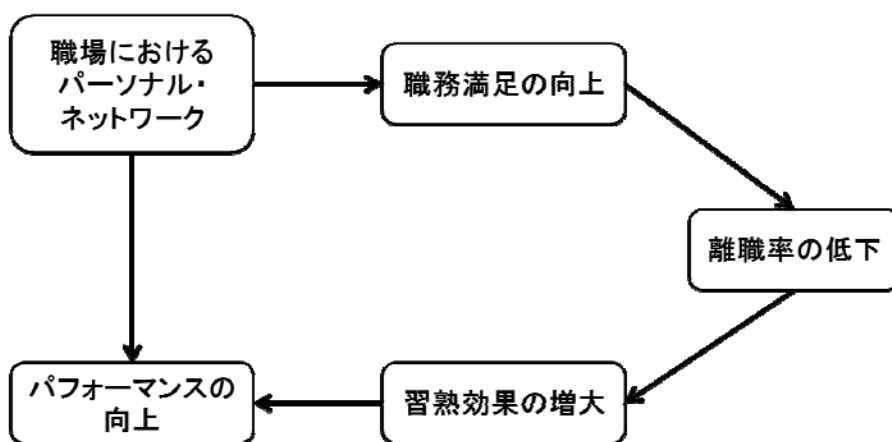 職場における
パーソナル・
ネットワーク
職務満足の向上
離職率の低下
習熟効果の増大
パフォーマンスの
向上